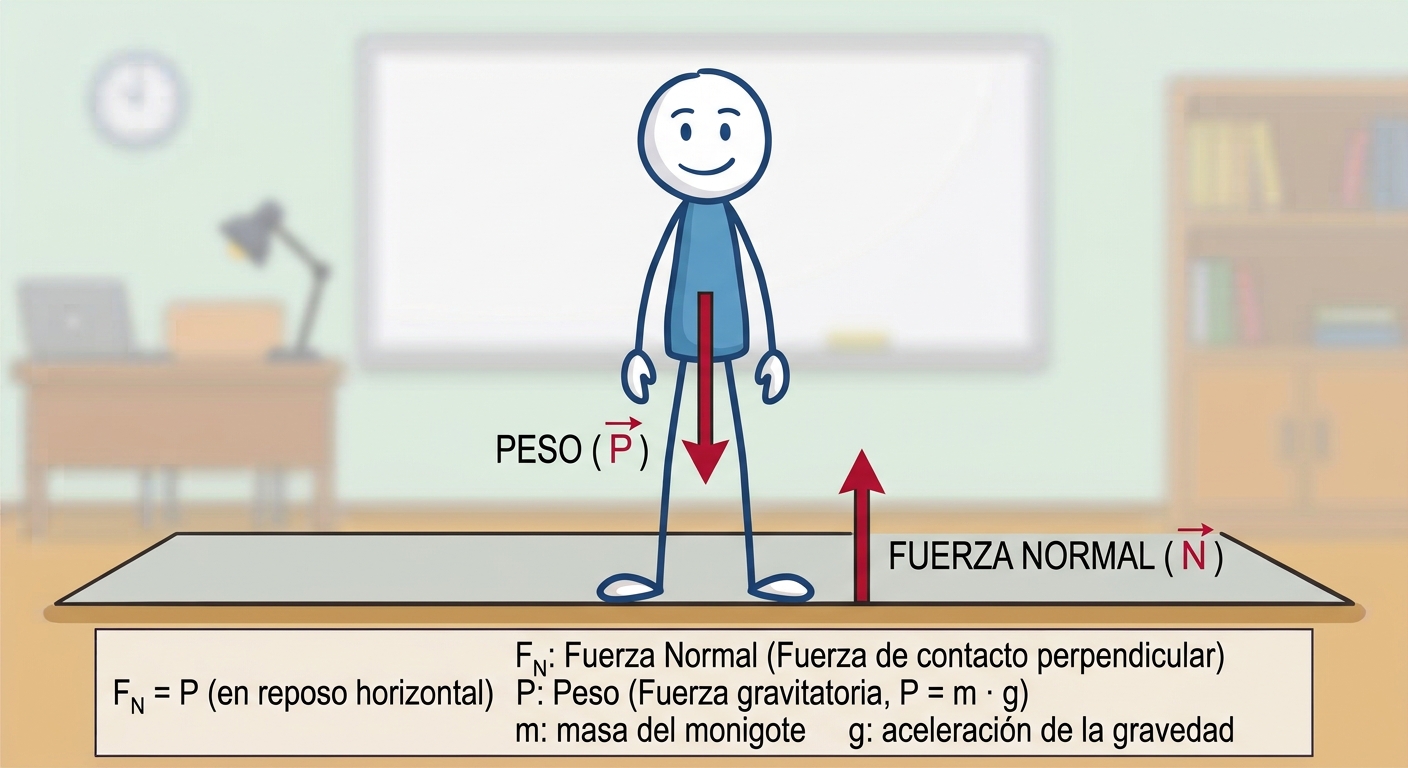 PESO (P)
FUERZA NORMAL (N)
F_N = P (en reposo horizontal)
F_N: Fuerza Normal (Fuerza de contacto perpendicular)
P: Peso (Fuerza gravitatoria, P = m · g)
m: masa del monigote g: aceleración de la gravedad